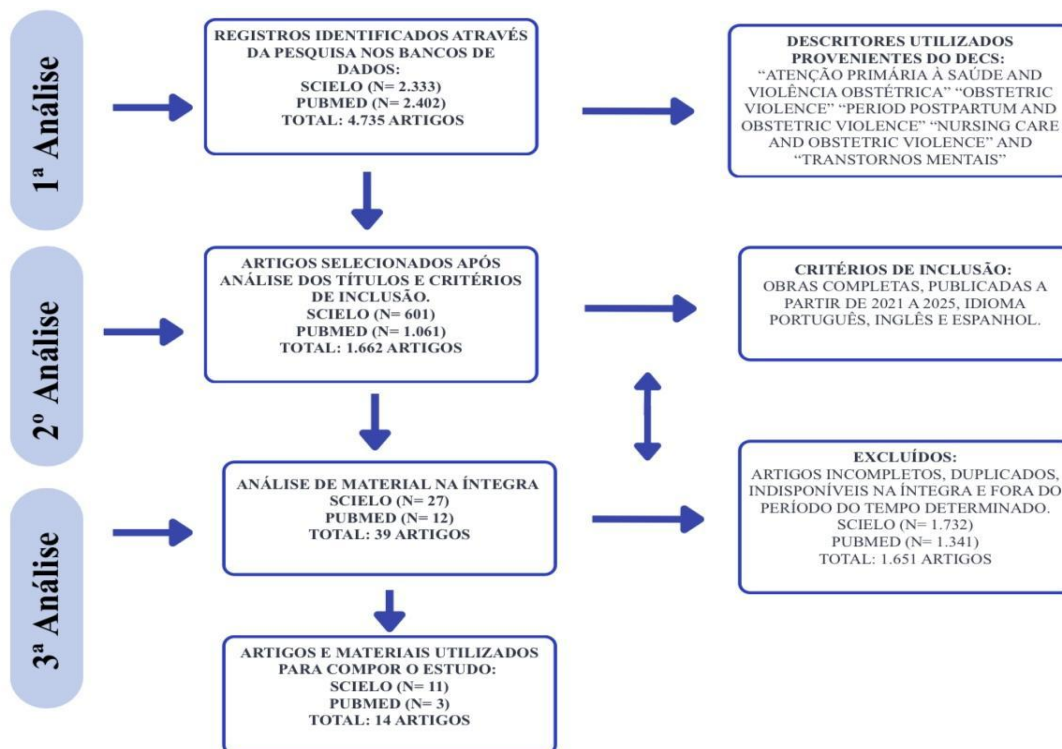 1ª Análise
REGISTROS IDENTIFICADOS ATRAVÉS
DA PESQUISA NOS BANCOS DE
DADOS:
SCIELO (N= 2.333)
PUBMED (N= 2.402)
TOTAL: 4.735 ARTIGOS
DESCRITORES UTILIZADOS
PROVENIENTES DO DECS:
“ATENÇÃO PRIMÁRIA À SAÚDE AND
VIOLÊNCIA OBSTÉTRICA” “OBSTETRIC
VIOLENCE” “PERIOD POSTPARTUM AND
OBSTETRIC VIOLENCE” “NURSING CARE
AND OBSTETRIC VIOLENCE” AND
“TRANSTORNOS MENTAIS”
2º Análise
ARTIGOS SELECIONADOS APÓS
ANÁLISE DOS TÍTULOS E CRITÉRIOS
DE INCLUSÃO.
SCIELO (N= 601)
PUBMED (N= 1.061)
TOTAL: 1.662 ARTIGOS
CRITÉRIOS DE INCLUSÃO:
OBRAS COMPLETAS, PUBLICADAS A
PARTIR DE 2021 A 2025, IDIOMA
PORTUGUÊS, INGLÊS E ESPANHOL.
3ª Análise
ANÁLISE DE MATERIAL NA ÍNTEGRA
SCIELO (N= 27)
PUBMED (N= 12)
TOTAL: 39 ARTIGOS
EXCLUÍDOS:
ARTIGOS INCOMPLETOS, DUPLICADOS,
INDISPONÍVEIS NA ÍNTEGRA E FORA DO
PERÍODO DO TEMPO DETERMINADO.
SCIELO (N= 1.732)
PUBMED (N= 1.341)
TOTAL: 1.651 ARTIGOS
ARTIGOS E MATERIAIS UTILIZADOS
PARA COMPOR O ESTUDO:
SCIELO (N= 11)
PUBMED (N= 3)
TOTAL: 14 ARTIGOS